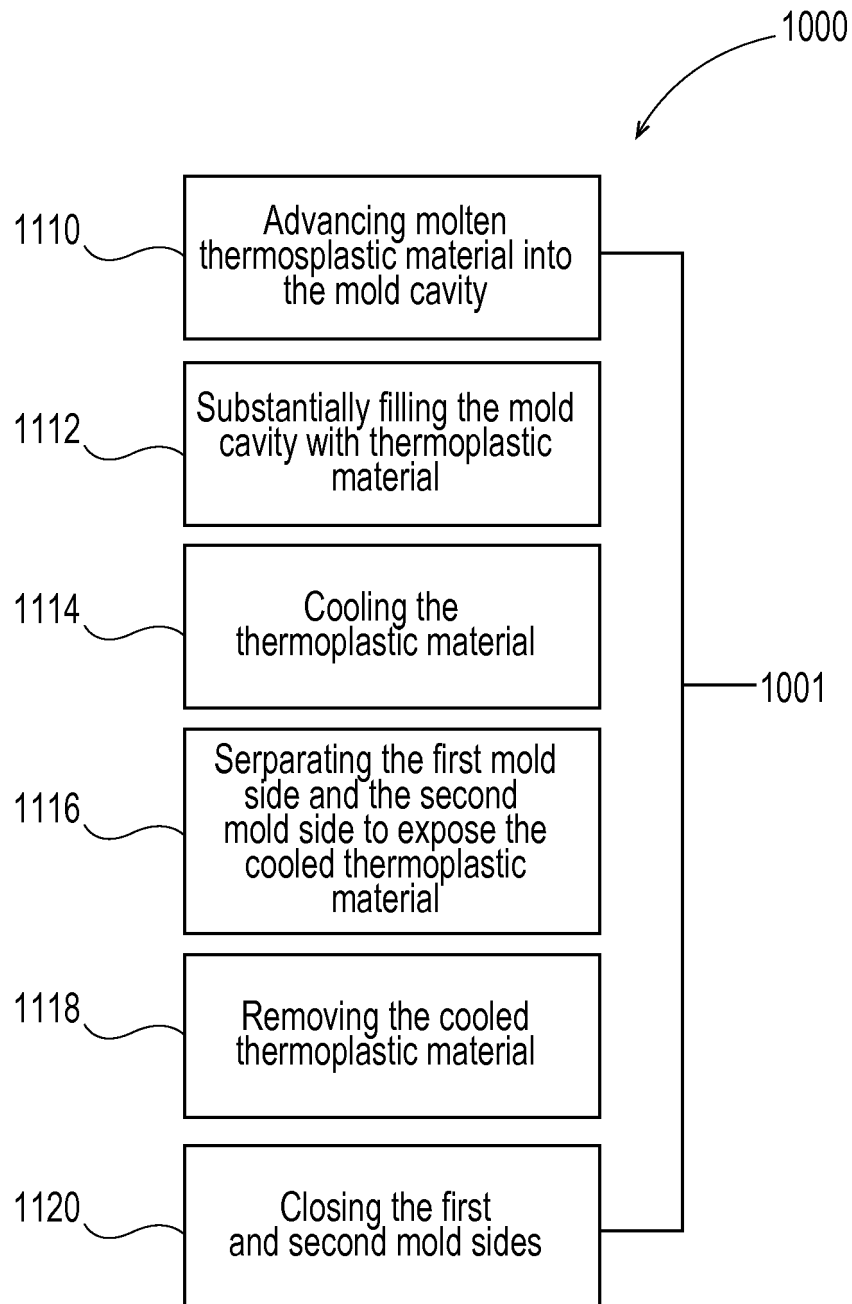 1000
1110
Advancing molten
thermosplastic material into
the mold cavity
1112
Substantially filling the mold
cavity with thermoplastic
material
1114
Cooling the
thermoplastic material
1001
1116
Serparating the first mold
side and the second
mold side to expose the
cooled thermoplastic
material
1118
Removing the cooled
thermoplastic material
1120
Closing the first
and second mold sides